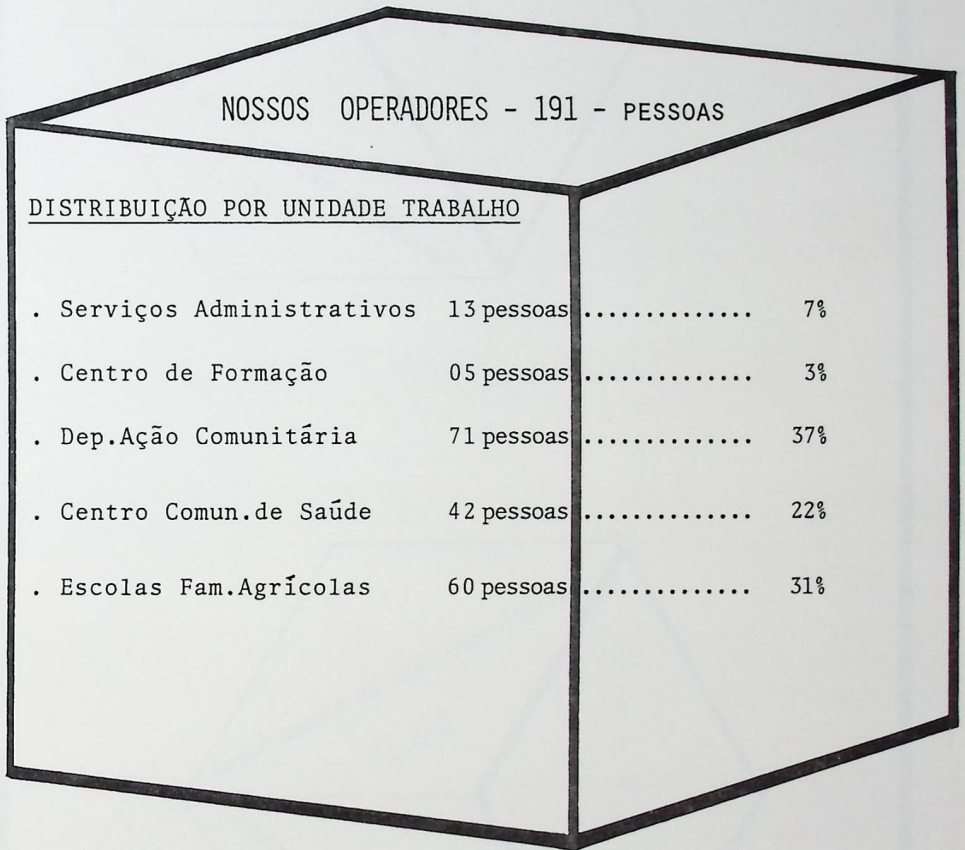 NOSSOS OPERADORES - 191 - PESSOAS
DISTRIBUIÇÃO POR UNIDADE TRABALHO
. Serviços Administrativos 13 pessoas .............. 7%
. Centro de Formação 05 pessoas .............. 3%
. Dep.Ação Comunitária 71 pessoas .............. 37%
. Centro Comun.de Saūde 42 pessoas .............. 22%
. Escolas Fam.Agrícolas 60 pessoas .............. 31%